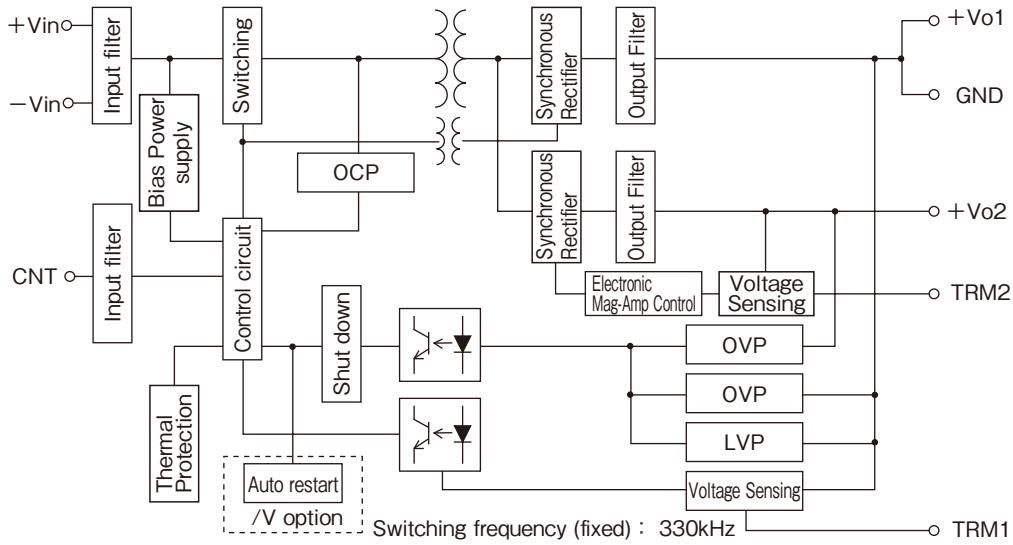 +Vin
−Vin
Input filter
Switching
Bias Power
supply
OCP
Synchronous
Rectifier
Output Filter
+Vo1
GND
Synchronous
Rectifier
Output Filter
+Vo2
Electronic
Mag-Amp Control
Voltage
Sensing
TRM2
CNT
Input filter
Control circuit
Shut down
Thermal
Protection
Auto restart
/V option
OVP
OVP
LVP
Voltage Sensing
TRM1
Switching frequency (fixed) : 330kHz